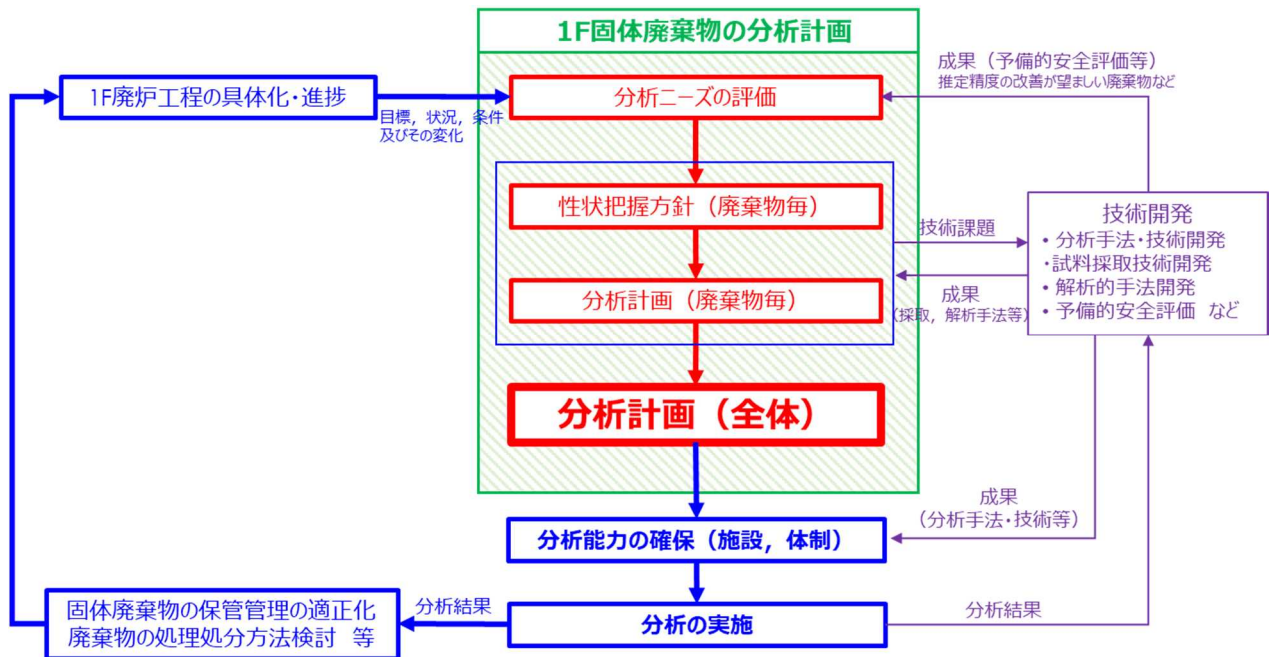 1F固体廃棄物の分析計画
1F廃炉工程の具体化・進捗
目標，状況，条件
及びその変化
分析ニーズの評価
成果（予備的安全評価等）
推定精度の改善が望ましい廃棄物など
性状把握方針（廃棄物毎）
分析計画（廃棄物毎）
技術課題
成果
（採取，解析手法等）
技術開発
・分析手法・技術開発
・試料採取技術開発
・解析的手法開発
・予備的安全評価　など
分析計画（全体）
成果
（分析手法・技術等）
分析能力の確保（施設，体制）
分析の実施
分析結果
分析結果
固体廃棄物の保管管理の適正化
廃棄物の処理処分方法検討　等